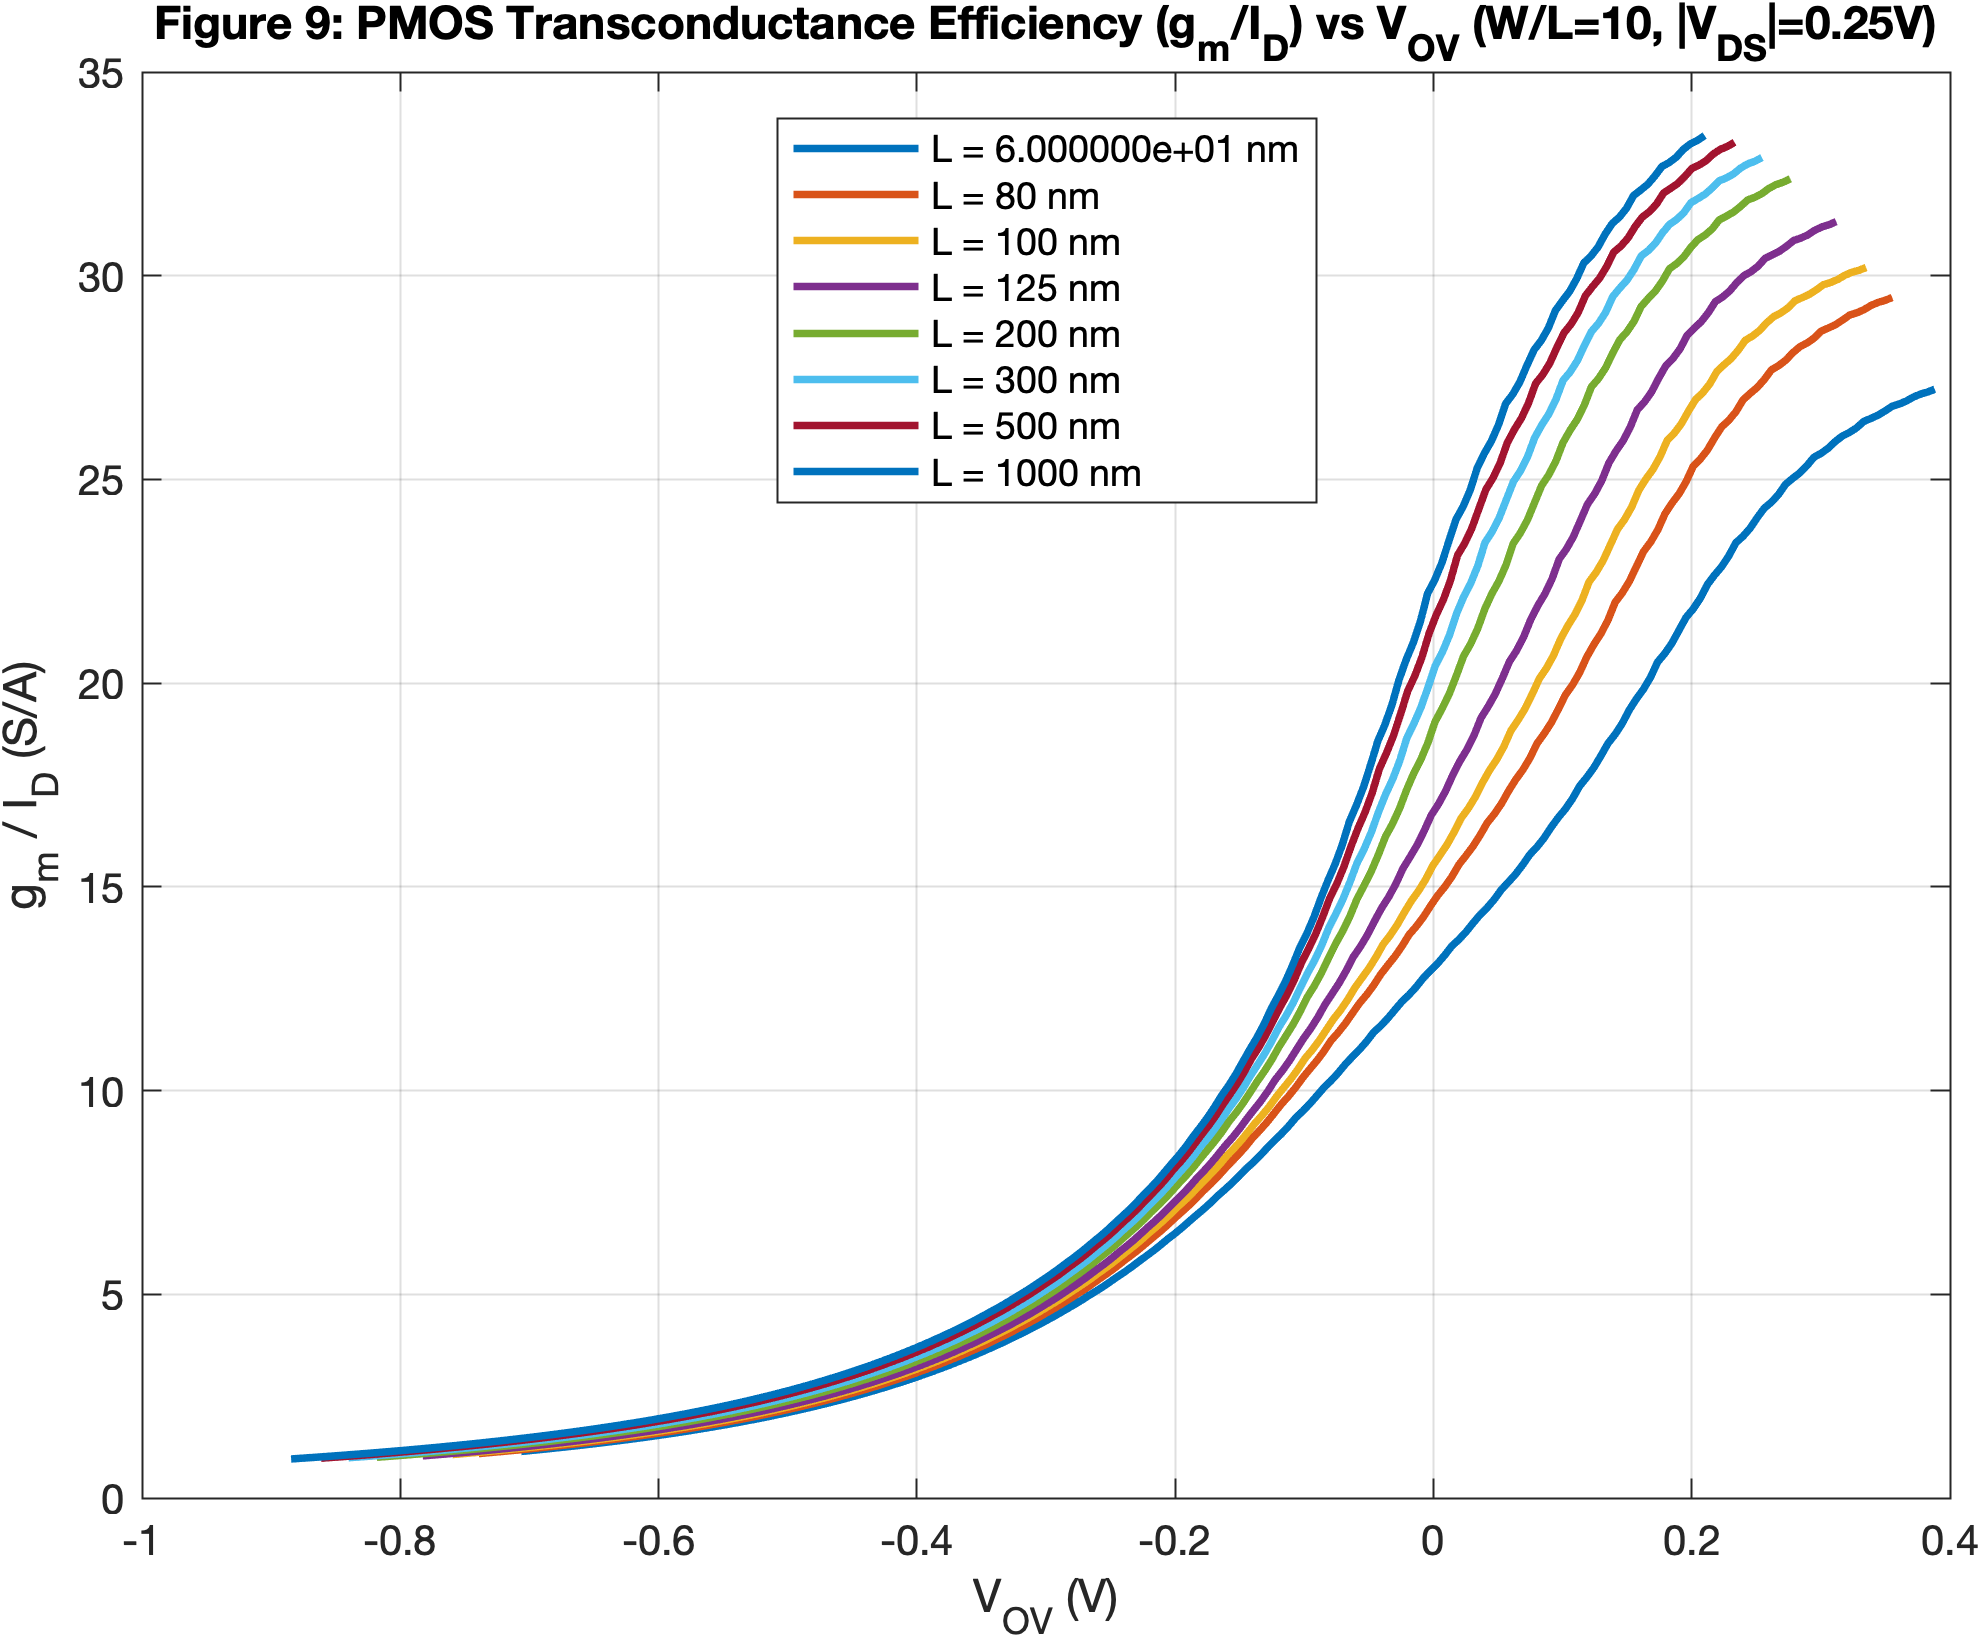 Figure 9: PMOS Transconductance Efficiency (gm/ID) vs VOV (W/L=10, |VDS|=0.25V)
35
30
25
20
15
10
5
0
gm / ID (S/A)
L = 6.000000e+01 nm
L = 80 nm
L = 100 nm
L = 125 nm
L = 200 nm
L = 300 nm
L = 500 nm
L = 1000 nm
-1 -0.8 -0.6 -0.4 -0.2 0 0.2 0.4
VOV (V)